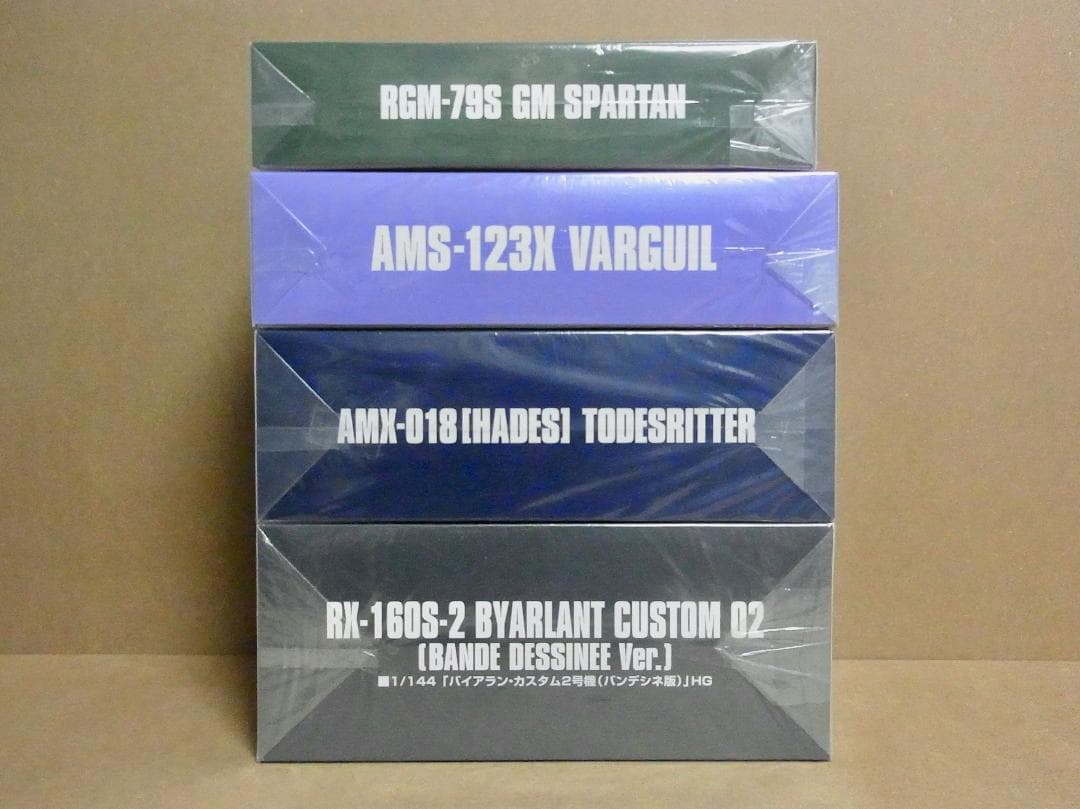 RGM-79S GM SPARTAN
AMS-123X VARGUIL
AMX-018[HADES] TODESRITTER
RX-160S-2 BYARLANT CUSTOM 02
[BANDE DESSINEE Ver.]
■1/144「バイアラン・カスタム2号機(バンデシネ版)」HG